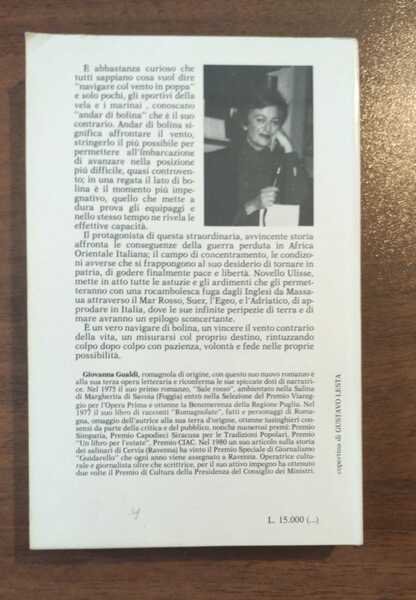 È abbastanza curioso che
tutti sappiano cosa vuol dire
"navigare col vento in poppa"
e solo pochi, gli sportivi della
vela e i marinai, conoscano
"andar di bolina" che è il suo
contrario. Andar di bolina si-
gnifica affrontare il vento,
stringerlo il più possibile per
permettere all'imbarcazione
di avanzare nella posizione
più difficile, quasi controven-
to; in una regata il lato di bo-
lina è il momento più impe-
gnativo, quello che mette a
dura prova gli equipaggi e
nello stesso tempo ne rivela le
effettive capacità.
Il protagonista di questa straordinaria, avvincente storia
affronta le conseguenze della guerra perduta in Africa
Orientale Italiana; il campo di concentramento, le condizio-
ni avverse che si frappongono al suo desiderio di tornare in
patria, di godere finalmente pace e libertà. Novello Ulisse,
mette in atto tutte le astuzie e gli ardimenti che gli permet-
teranno con una rocambolesca fuga dagli Inglesi da Massa-
ua attraverso il Mar Rosso, Suez, l'Egeo, e l'Adriatico, di ap-
prodare in Italia, dove le sue infinite peripezie di terra e
di mare avranno un epilogo sconcertante.
È un vero navigare di bolina, un vincere il vento contrario
della vita, un misurarsi col proprio destino, rintuzzando
colpo dopo colpo con pazienza, volontà e fede nelle proprie
possibilità.
Giovanna Gualdi, romagnola di origine, con questo suo nuovo romanzo è
alla sua terza opera letteraria e riconferma le sue spiccate doti di narratri-
ce. Nel 1975 il suo primo romanzo, "Sale rosso", ambientato nella Salina
di Margherita di Savoia (Foggia) entrò nella Selezione del Premio Viareg-
gio per l'Opera Prima e ottenne la Benemerenza della Regione Puglia. Nel
1977 il suo libro di racconti "Romagnolate", fatti e personaggi di Roma-
gna, omaggio dell'autrice alla sua terra d'origine, ottenne lusinghieri con-
sensi da parte della critica e del pubblico, nonché numerosi premi: Premio
Simpatia, Premio Capodieci Siracusa per le Tradizioni Popolari, Premio
"Un libro per l'estate", Premio CIAC. Nel 1980 un suo articolo sulla storia
dei salinari di Cervia (Ravenna) ha vinto il Premio Speciale di Giornalismo
"Guidarello" che ogni anno viene assegnato a Ravenna. Operatrice cultu-
rale e giornalista oltre che scrittrice, per il suo attivo impegno ha ottenuto
due volte il Premio di Cultura della Presidenza del Consiglio dei Ministri.
L. 15.000 (...)
copertina di GUSTAVO LESTA